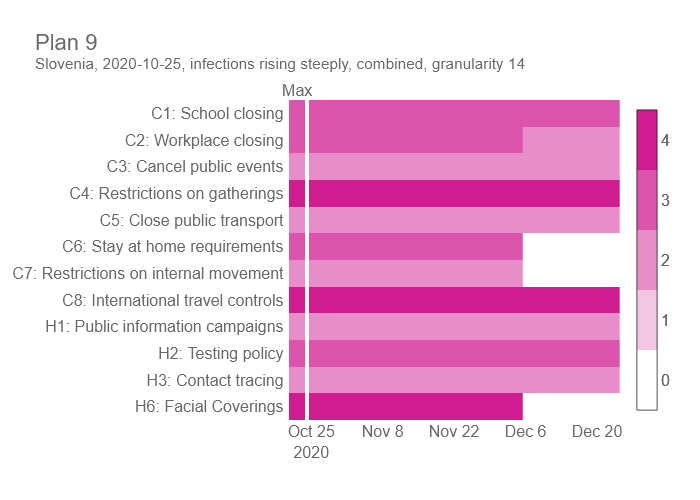 Plan 9
Slovenia, 2020-10-25, infections rising steeply, combined, granularity 14
Max
C1: School closing
C2: Workplace closing
C3: Cancel public events
C4: Restrictions on gatherings
C5: Close public transport
C6: Stay at home requirements
C7: Restrictions on internal movement
C8: International travel controls
H1: Public information campaigns
H2: Testing policy
H3: Contact tracing
H6: Facial Coverings
4
3
2
1
0
Oct 25 Nov 8 Nov 22 Dec 6 Dec 20
2020